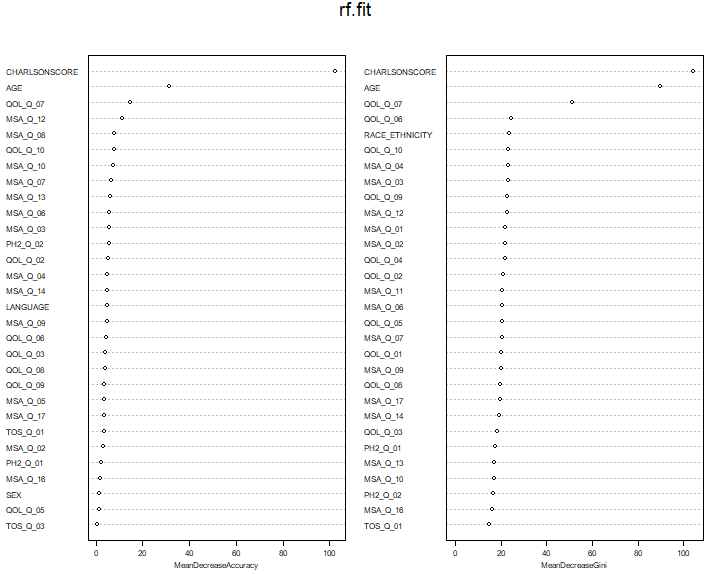 rf.fit
CHARLSONSCORE
AGE
QOL_Q_07
MSA_Q_12
MSA_Q_08
QOL_Q_10
MSA_Q_10
MSA_Q_07
MSA_Q_13
MSA_Q_06
MSA_Q_03
PH2_Q_02
QOL_Q_02
MSA_Q_04
MSA_Q_14
LANGUAGE
MSA_Q_09
QOL_Q_06
QOL_Q_03
QOL_Q_08
QOL_Q_09
MSA_Q_05
MSA_Q_17
TOS_Q_01
MSA_Q_02
PH2_Q_01
MSA_Q_16
SEX
QOL_Q_05
TOS_Q_03
0 20 40 60 80 100
MeanDecreaseAccuracy
CHARLSONSCORE
AGE
QOL_Q_07
QOL_Q_06
RACE_ETHNICITY
QOL_Q_10
MSA_Q_04
MSA_Q_03
QOL_Q_09
MSA_Q_12
MSA_Q_01
MSA_Q_02
QOL_Q_04
QOL_Q_02
MSA_Q_11
MSA_Q_06
QOL_Q_05
MSA_Q_07
QOL_Q_01
MSA_Q_09
QOL_Q_08
MSA_Q_17
MSA_Q_14
QOL_Q_03
PH2_Q_01
MSA_Q_13
MSA_Q_10
PH2_Q_02
MSA_Q_16
TOS_Q_01
0 20 40 60 80 100
MeanDecreaseGini